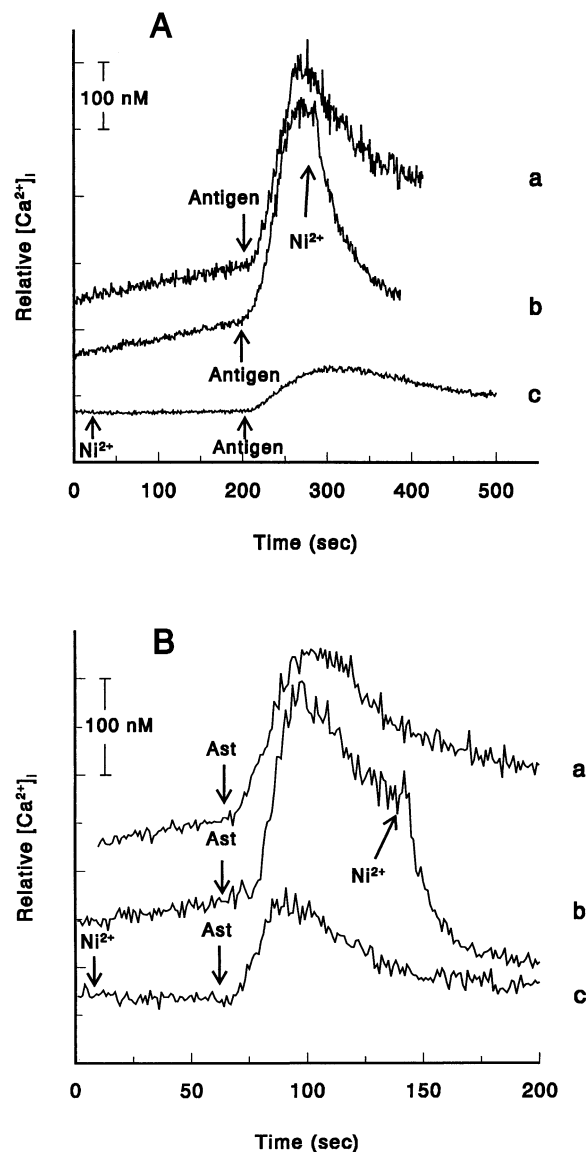 A
100 nM
Antigen
Ni²⁺
a
b
Antigen
c
Ni²⁺
Antigen
Relative [Ca²⁺]ᵢ
0 100 200 300 400 500
Time (sec)
B
100 nM
Ast
a
Ast
Ni²⁺
b
Ni²⁺
Ast
c
Relative [Ca²⁺]ᵢ
0 50 100 150 200
Time (sec)